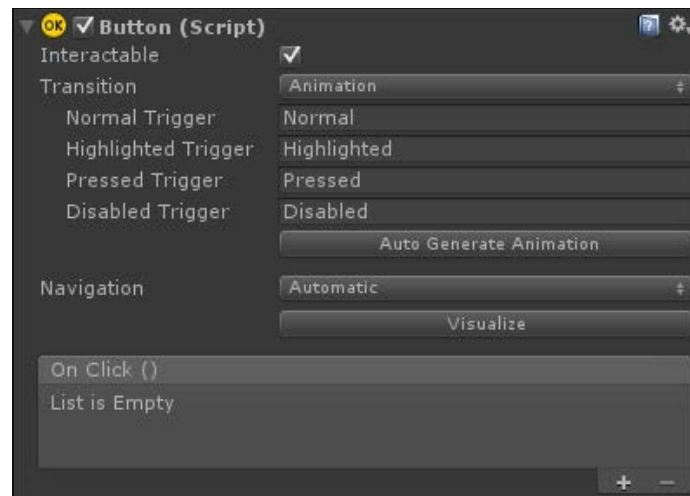 OK Button (Script)
Interactable
Transition Animation
Normal Trigger Normal
Highlighted Trigger Highlighted
Pressed Trigger Pressed
Disabled Trigger Disabled
Auto Generate Animation
Navigation Automatic
Visualize
On Click ()
List is Empty
+ −